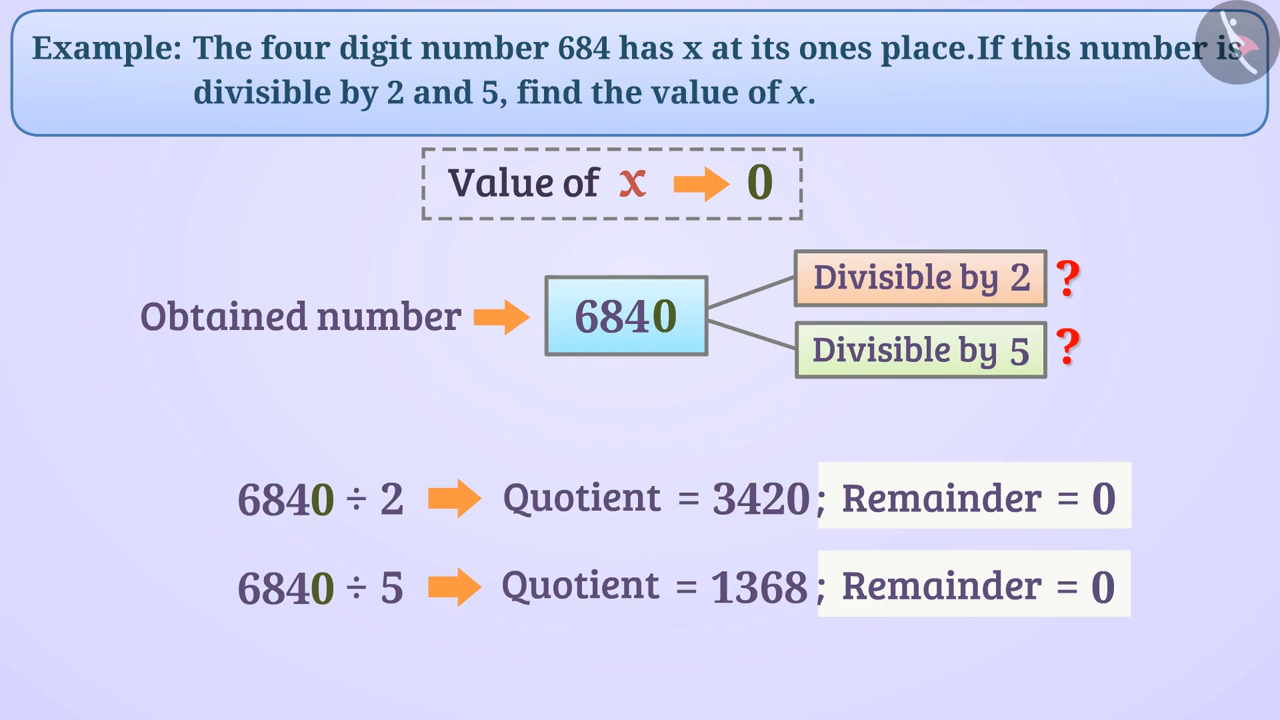 Example: The four digit number 684 has x at its ones place.If this number is
divisible by 2 and 5, find the value of x.
Value of x 0
Divisible by 2 ?
Obtained number 6840
Divisible by 5 ?
6840 ÷ 2 Quotient = 3420 ; Remainder = 0
6840 ÷ 5 Quotient = 1368 ; Remainder = 0